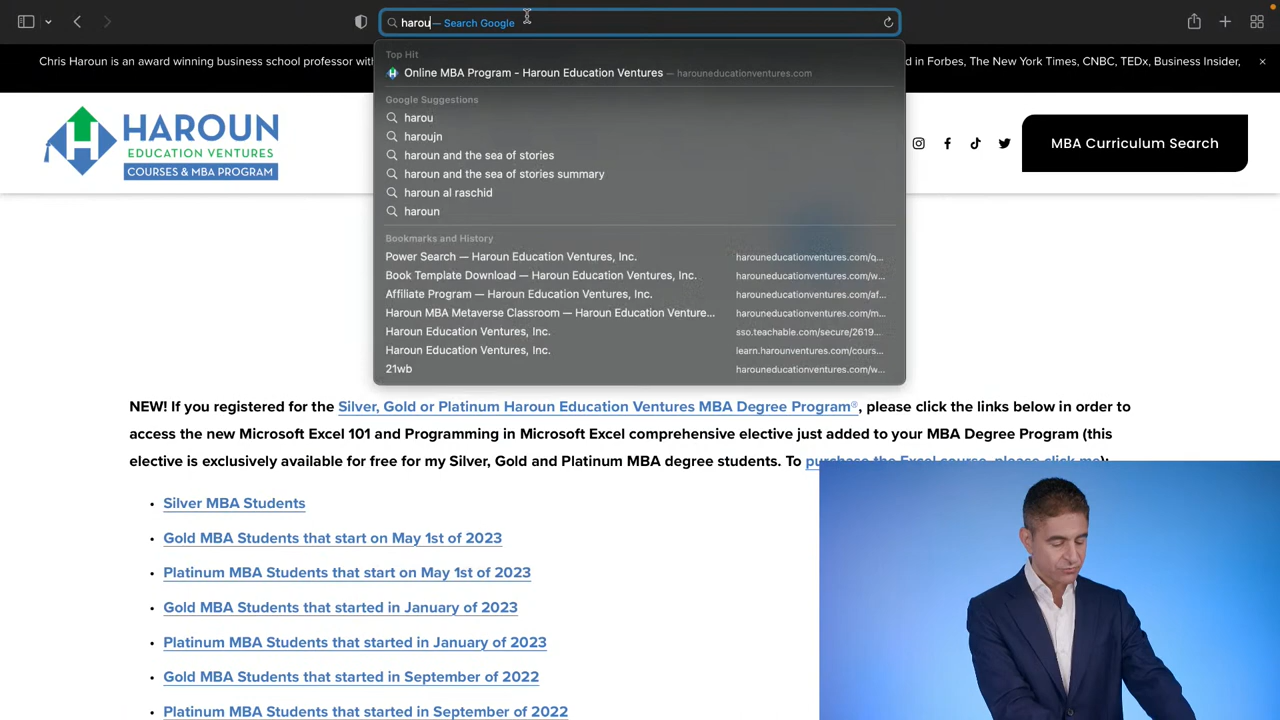 harou — Search Google
Chris Haroun is an award winning business school professor with
d in Forbes, The New York Times, CNBC, TEDx, Business Insider,
Top Hit
Online MBA Program - Haroun Education Ventures — harouneducationventures.com
Google Suggestions
harou
haroujn
haroun and the sea of stories
haroun and the sea of stories summary
haroun al raschid
haroun
Bookmarks and History
Power Search — Haroun Education Ventures, Inc. harouneducationventures.com/q...
Book Template Download — Haroun Education Ventures, Inc. harouneducationventures.com/w...
Affiliate Program — Haroun Education Ventures, Inc. harouneducationventures.com/af...
Haroun MBA Metaverse Classroom — Haroun Education Venture... harouneducationventures.com/m...
Haroun Education Ventures, Inc. sso.teachable.com/secure/2619...
Haroun Education Ventures, Inc. learn.harounventures.com/cours...
21wb harouneducationventures.com/w...
HAROUN
EDUCATION VENTURES
COURSES & MBA PROGRAM
MBA Curriculum Search
NEW! If you registered for the Silver, Gold or Platinum Haroun Education Ventures MBA Degree Program®, please click the links below in order to
access the new Microsoft Excel 101 and Programming in Microsoft Excel comprehensive elective just added to your MBA Degree Program (this
elective is exclusively available for free for my Silver, Gold and Platinum MBA degree students. To purchase the Excel course, please click me):
• Silver MBA Students
• Gold MBA Students that start on May 1st of 2023
• Platinum MBA Students that start on May 1st of 2023
• Gold MBA Students that started in January of 2023
• Platinum MBA Students that started in January of 2023
• Gold MBA Students that started in September of 2022
• Platinum MBA Students that started in September of 2022